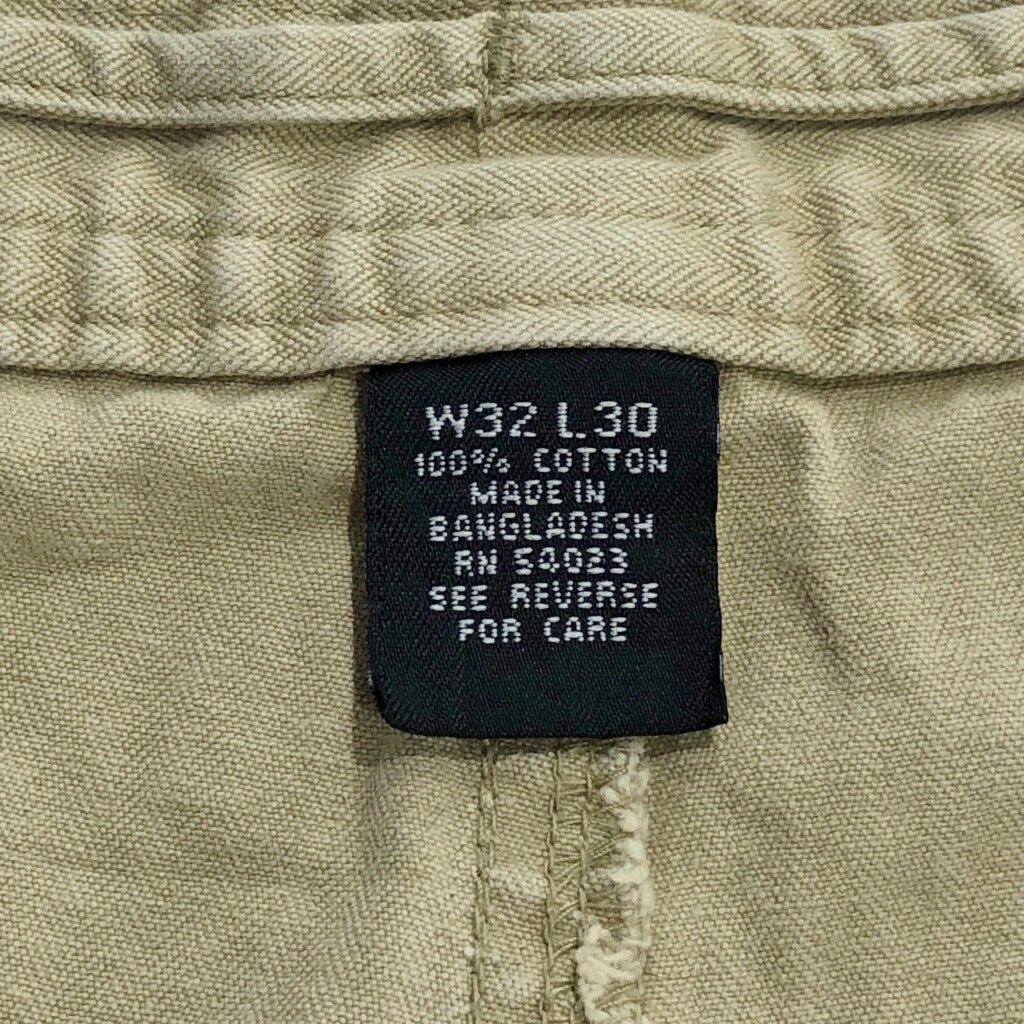 W32 L30
100% COTTON
MADE IN
BANGLADESH
RN 54023
SEE REVERSE
FOR CARE